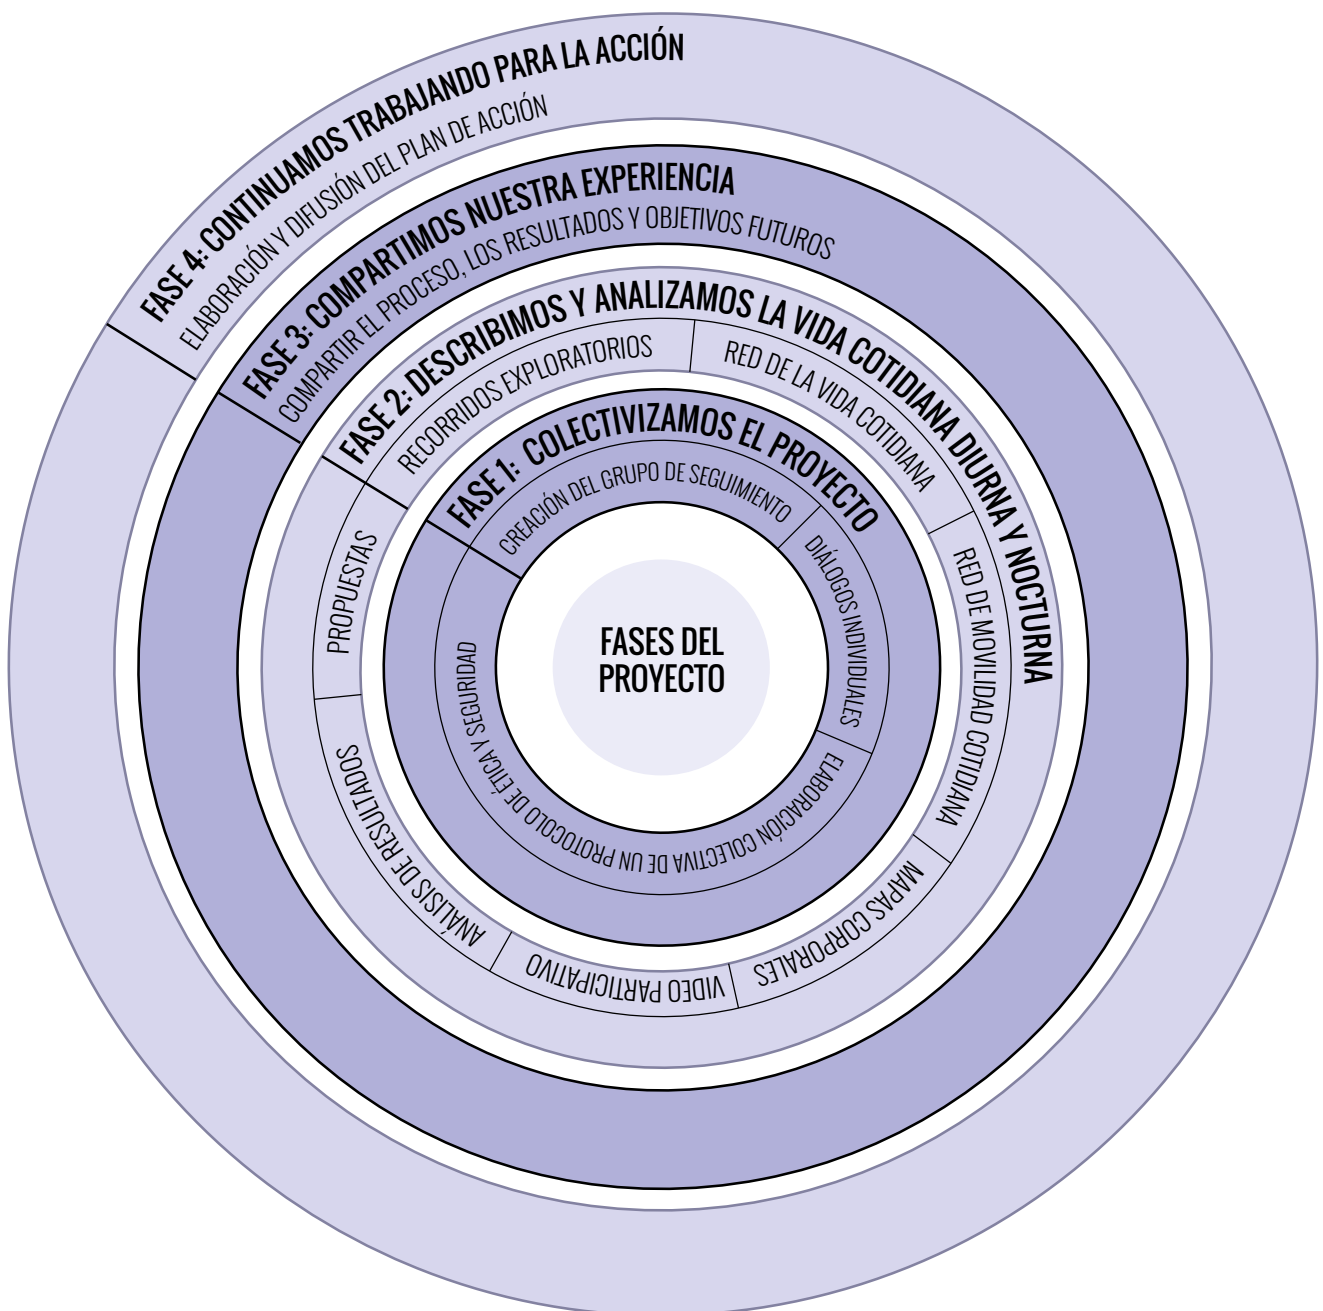 FASES DEL
PROYECTO
FASE 1: COLECTIVIZAMOS EL PROYECTO
CREACIÓN DEL GRUPO DE SEGUIMIENTO
DIÁLOGOS INDIVIDUALES
ELABORACIÓN COLECTIVA DE UN PROTOCOLO DE ÉTICA Y SEGURIDAD
FASE 2: DESCRIBIMOS Y ANALIZAMOS LA VIDA COTIDIANA DIURNA Y NOCTURNA
RECORRIDOS EXPLORATORIOS
RED DE LA VIDA COTIDIANA
RED DE MOVILIDAD COTIDIANA
MAPAS CORPORALES
VIDEO PARTICIPATIVO
ANÁLISIS DE RESULTADOS
PROPUESTAS
FASE 3: COMPARTIMOS NUESTRA EXPERIENCIA
COMPARTIR EL PROCESO, LOS RESULTADOS Y OBJETIVOS FUTUROS
FASE 4: CONTINUAMOS TRABAJANDO PARA LA ACCIÓN
ELABORACIÓN Y DIFUSIÓN DEL PLAN DE ACCIÓN